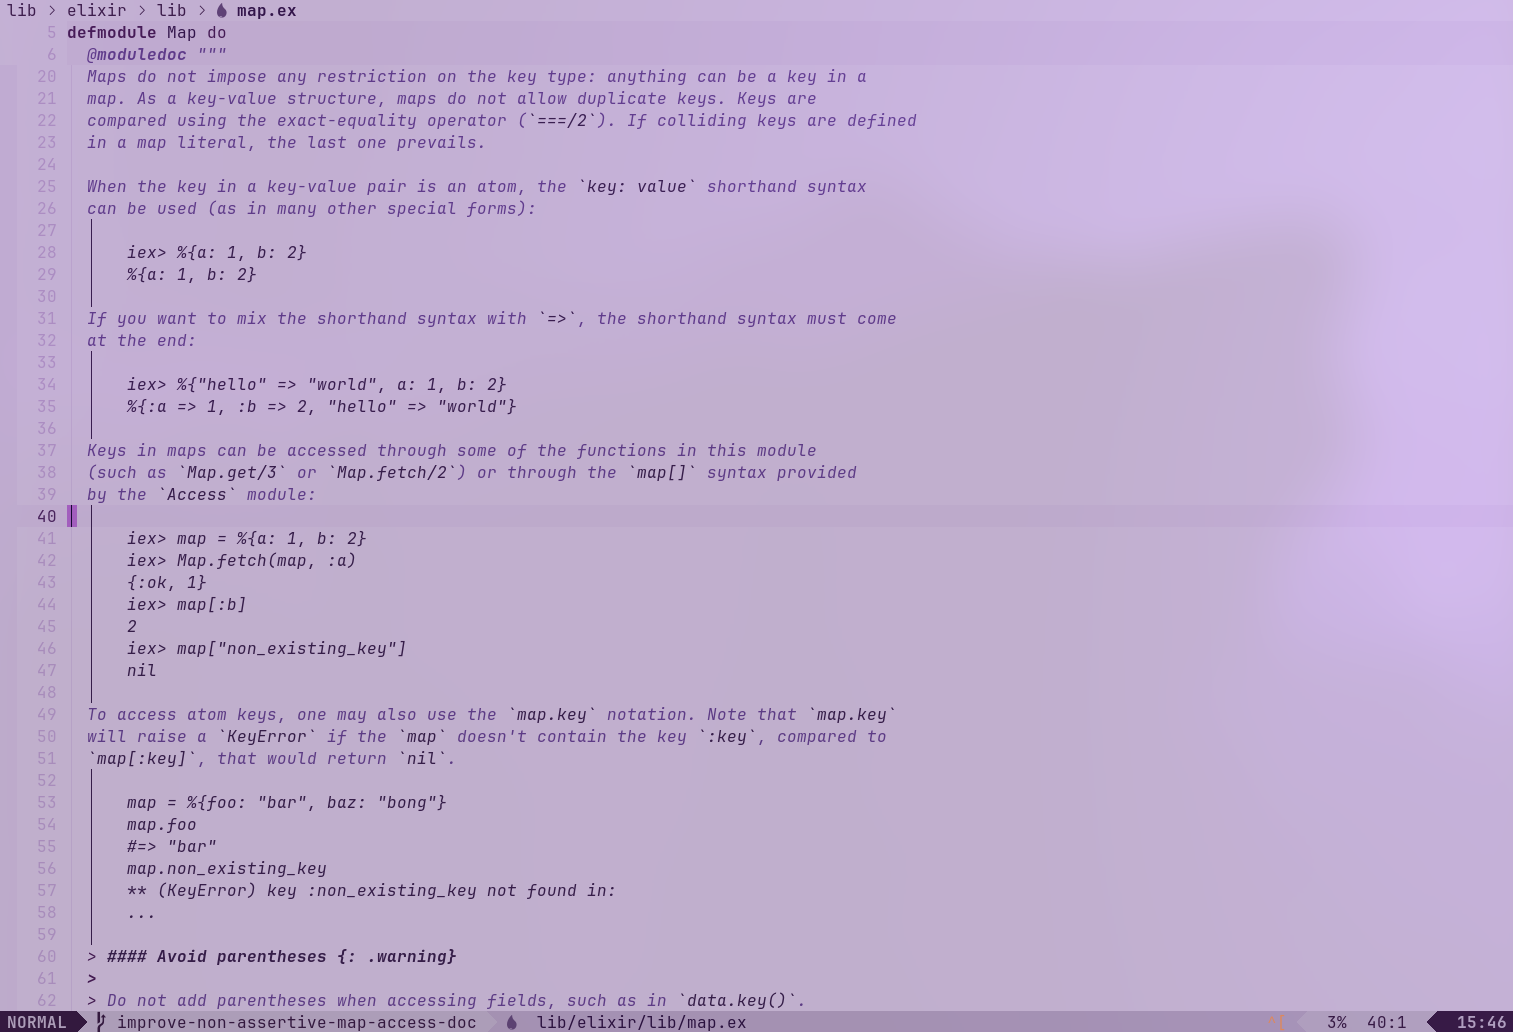 lib > elixir > lib > map.ex
5 defmodule Map do
6 @moduledoc """
20 Maps do not impose any restriction on the key type: anything can be a key in a
21 map. As a key-value structure, maps do not allow duplicate keys. Keys are
22 compared using the exact-equality operator (`===/2`). If colliding keys are defined
23 in a map literal, the last one prevails.
24
25 When the key in a key-value pair is an atom, the `key: value` shorthand syntax
26 can be used (as in many other special forms):
27
28 iex> %{a: 1, b: 2}
29 %{a: 1, b: 2}
30
31 If you want to mix the shorthand syntax with `=>`, the shorthand syntax must come
32 at the end:
33
34 iex> %{"hello" => "world", a: 1, b: 2}
35 %{:a => 1, :b => 2, "hello" => "world"}
36
37 Keys in maps can be accessed through some of the functions in this module
38 (such as `Map.get/3` or `Map.fetch/2`) or through the `map[]` syntax provided
39 by the `Access` module:
40
41 iex> map = %{a: 1, b: 2}
42 iex> Map.fetch(map, :a)
43 {:ok, 1}
44 iex> map[:b]
45 2
46 iex> map["non_existing_key"]
47 nil
48
49 To access atom keys, one may also use the `map.key` notation. Note that `map.key`
50 will raise a `KeyError` if the `map` doesn't contain the key `:key`, compared to
51 `map[:key]`, that would return `nil`.
52
53 map = %{foo: "bar", baz: "bong"}
54 map.foo
55 #=> "bar"
56 map.non_existing_key
57 ** (KeyError) key :non_existing_key not found in:
58 ...
59
60 > #### Avoid parentheses {: .warning}
61 >
62 > Do not add parentheses when accessing fields, such as in `data.key()`.
NORMAL improve-non-assertive-map-access-doc lib/elixir/lib/map.ex 3% 40:1 15:46